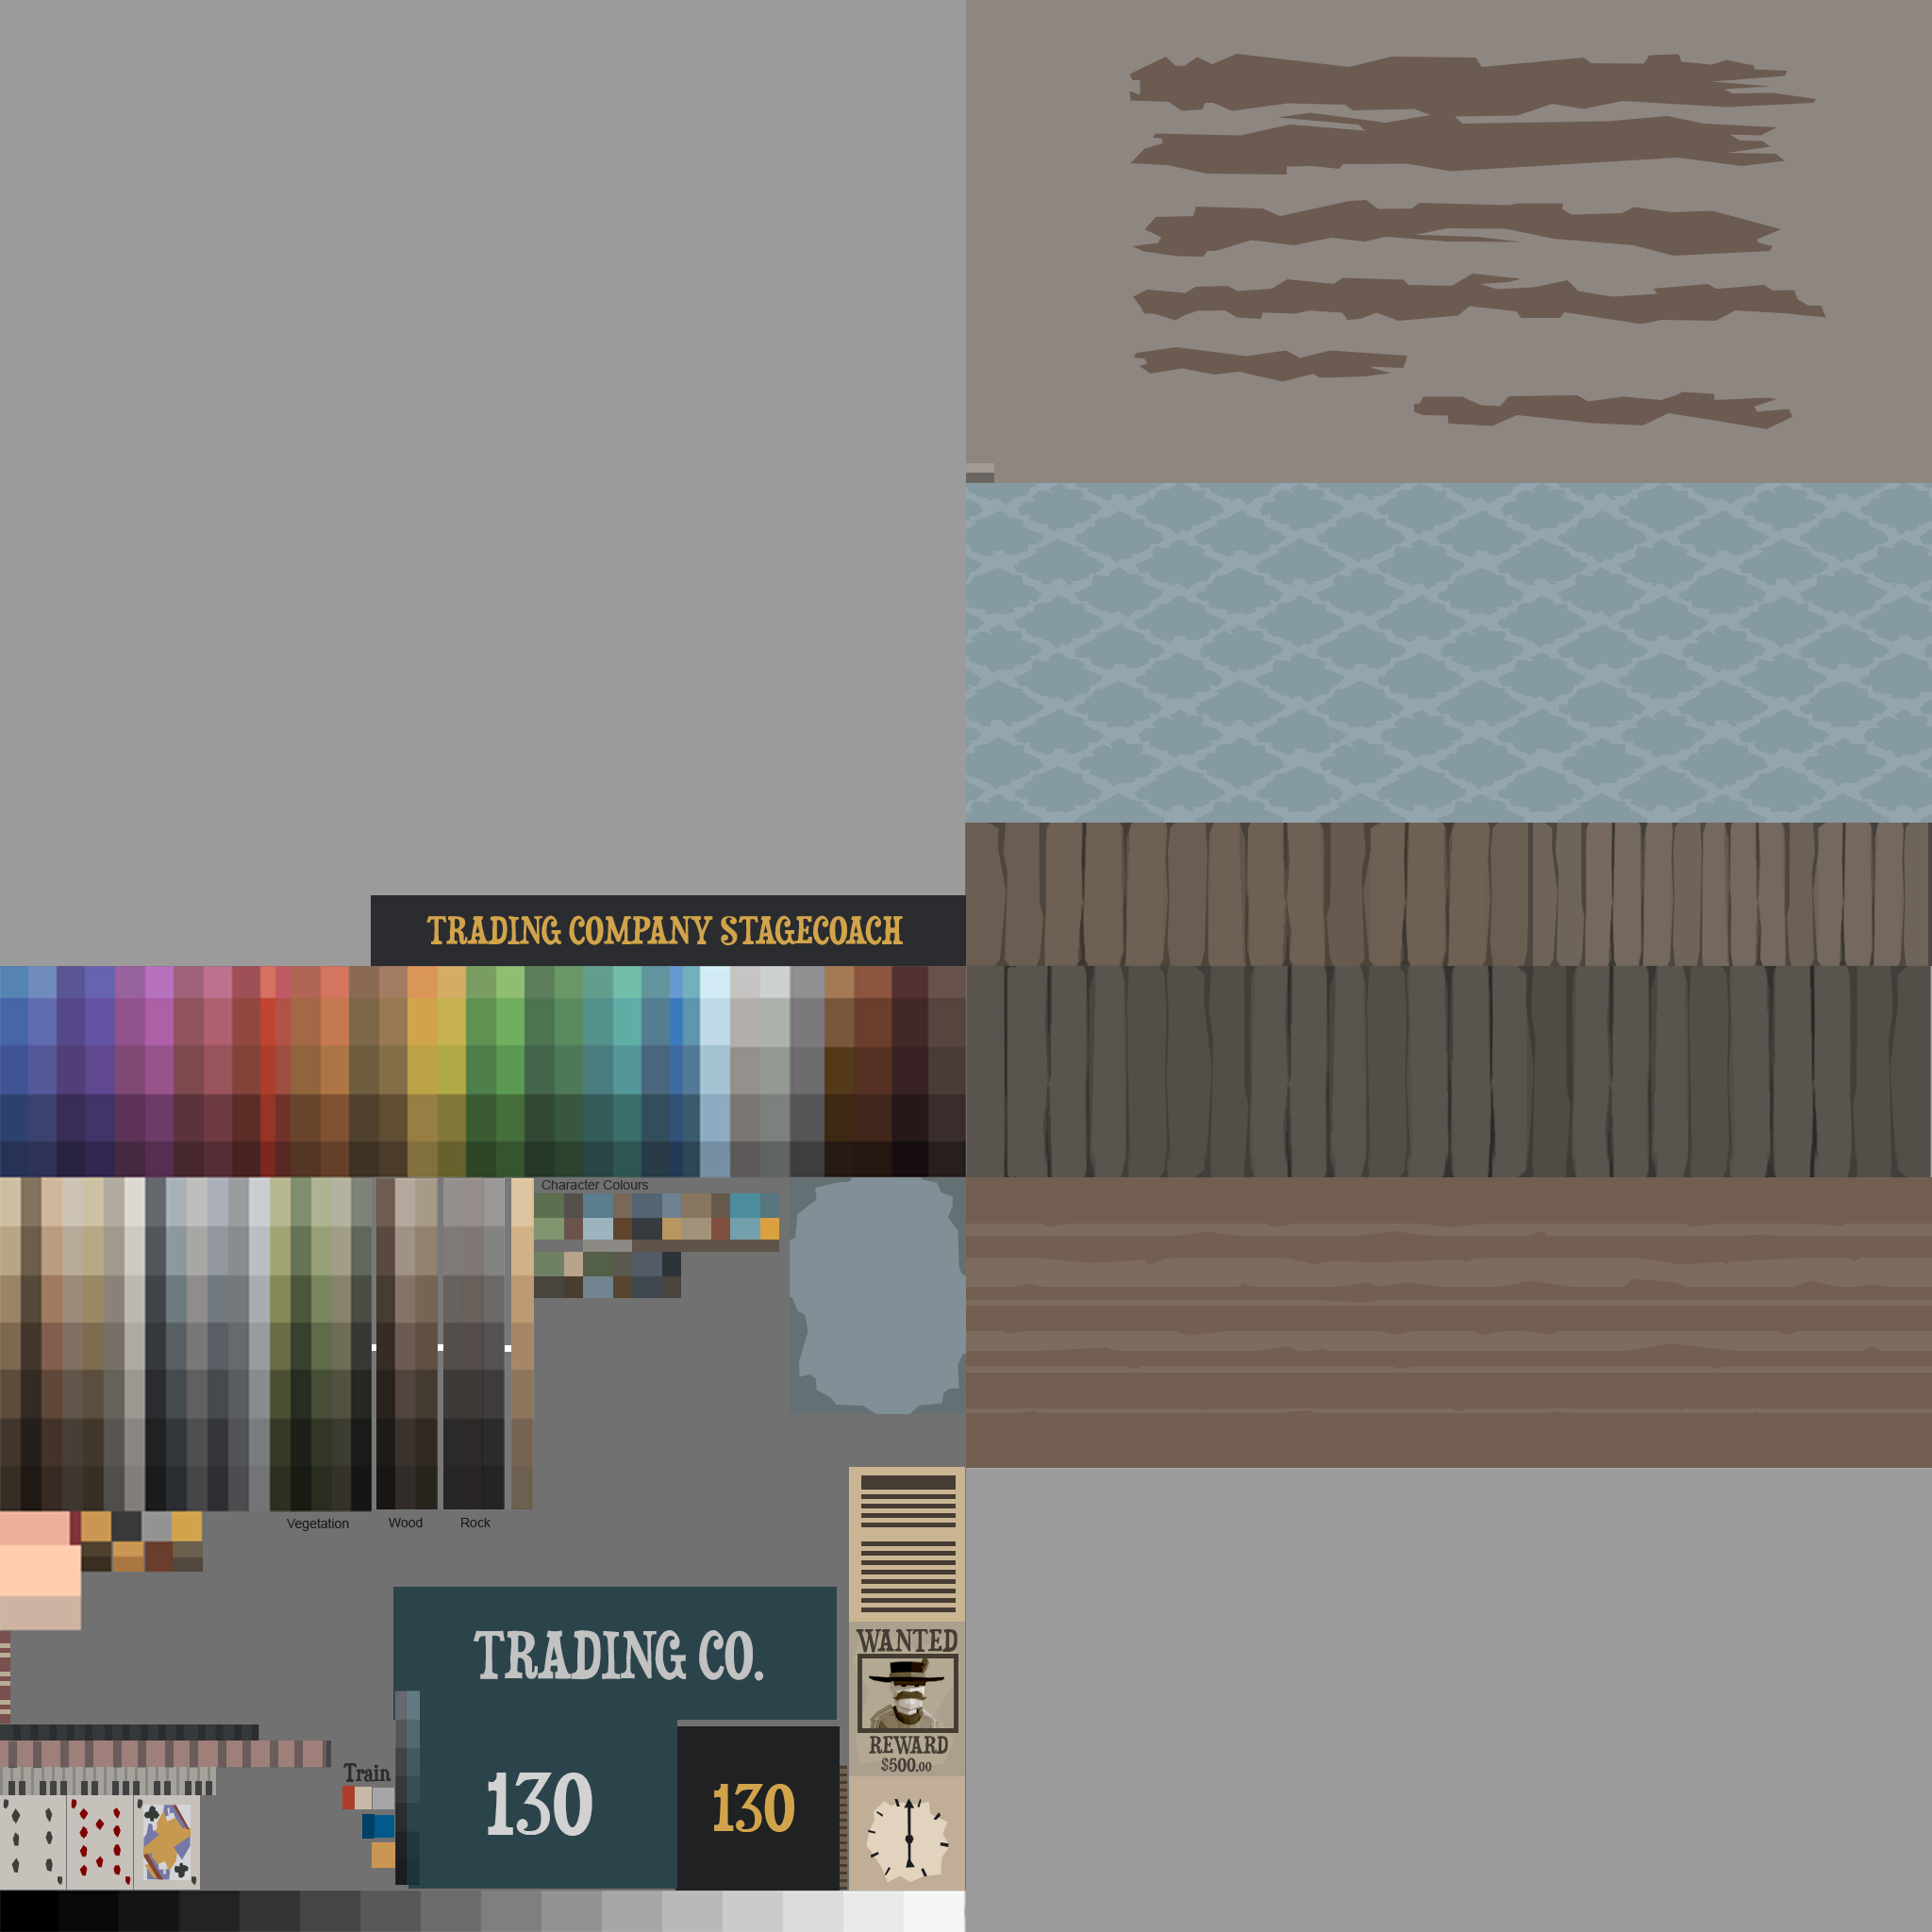 TRADING COMPANY STAGECOACH
Character Colours
Vegetation
Wood
Rock
TRADING CO.
WANTED
REWARD
$500.00
Train
130
130